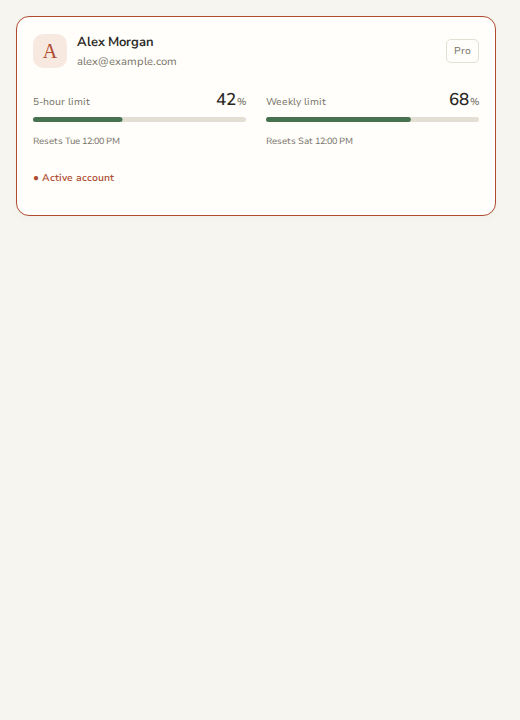 A
Alex Morgan
alex@example.com
Pro
5-hour limit 42%
Weekly limit 68%
Resets Tue 12:00 PM
Resets Sat 12:00 PM
● Active account